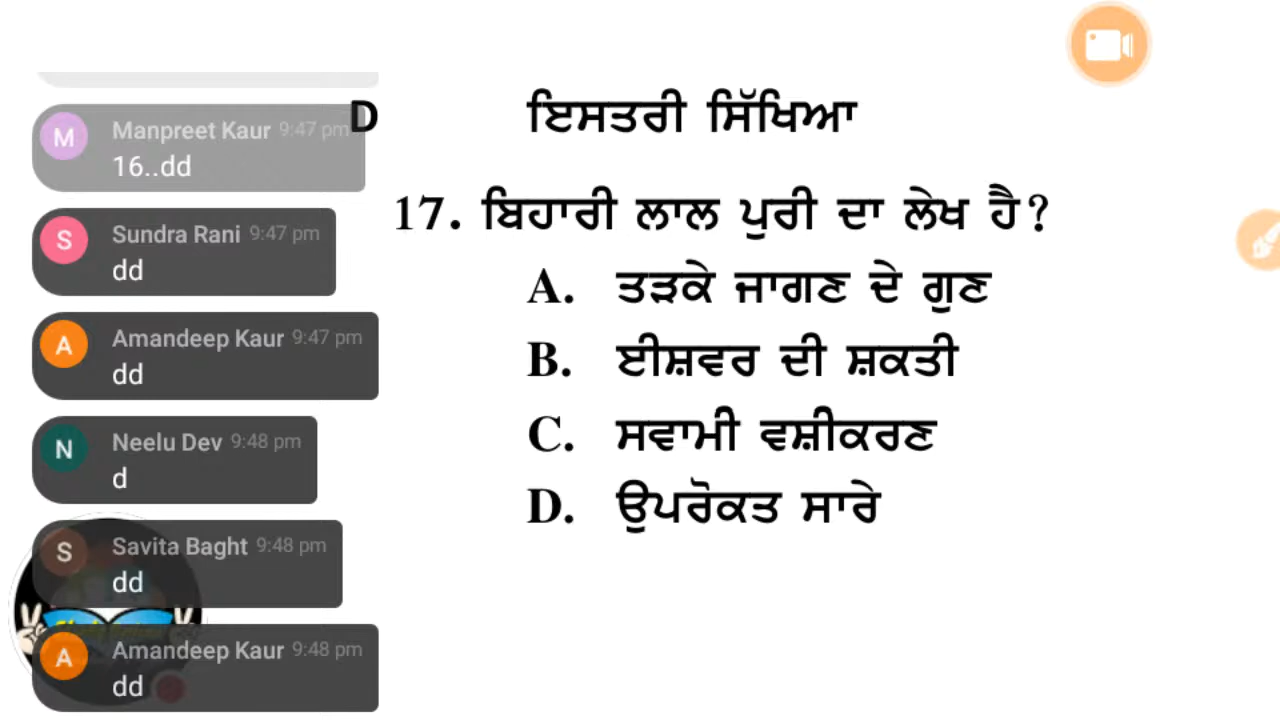 Manpreet Kaur 9:47 pm
16..dd
Sundra Rani 9:47 pm
dd
Amandeep Kaur 9:47 pm
dd
Neelu Dev 9:48 pm
d
Savita Baght 9:48 pm
dd
Amandeep Kaur 9:48 pm
dd
D ਇਸਤਰੀ ਸਿੱਖਿਆ
17. ਬਿਹਾਰੀ ਲਾਲ ਪੁਰੀ ਦਾ ਲੇਖ ਹੈ?
A. ਤੜਕੇ ਜਾਗਣ ਦੇ ਗੁਣ
B. ਈਸ਼ਵਰ ਦੀ ਸ਼ਕਤੀ
C. ਸਵਾਮੀ ਵਸ਼ੀਕਰਣ
D. ਉਪਰੋਕਤ ਸਾਰੇ